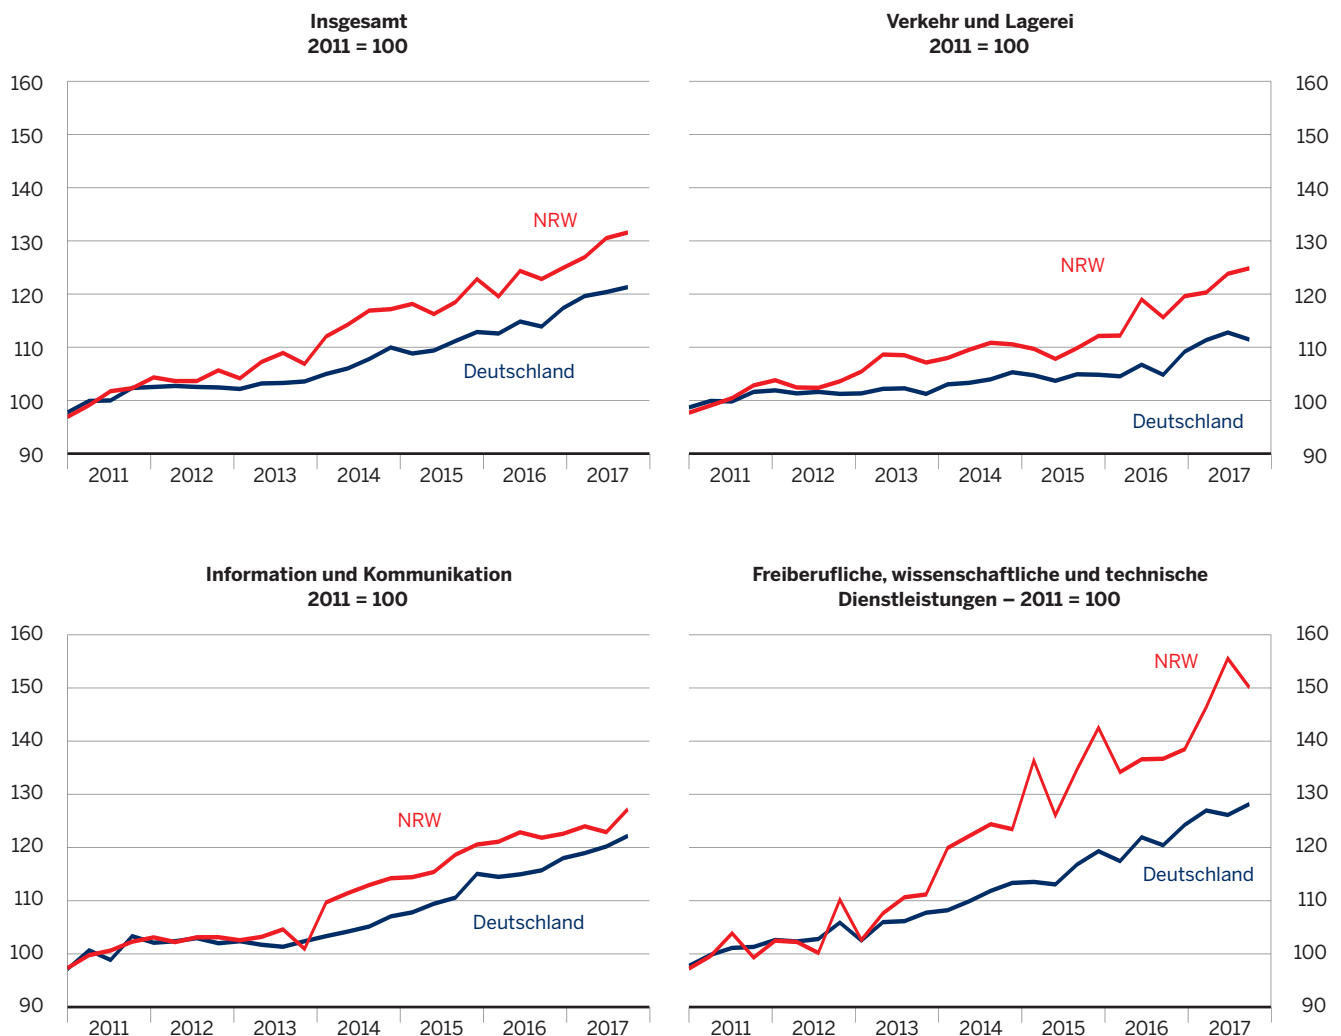 Insgesamt
2011 = 100
160
150
140
130
120
110
100
90
NRW
Deutschland
2011 2012 2013 2014 2015 2016 2017
Verkehr und Lagerei
2011 = 100
160
150
140
130
120
110
100
90
NRW
Deutschland
2011 2012 2013 2014 2015 2016 2017
Information und Kommunikation
2011 = 100
160
150
140
130
120
110
100
90
NRW
Deutschland
2011 2012 2013 2014 2015 2016 2017
Freiberufliche, wissenschaftliche und technische
Dienstleistungen – 2011 = 100
160
150
140
130
120
110
100
90
NRW
Deutschland
2011 2012 2013 2014 2015 2016 2017